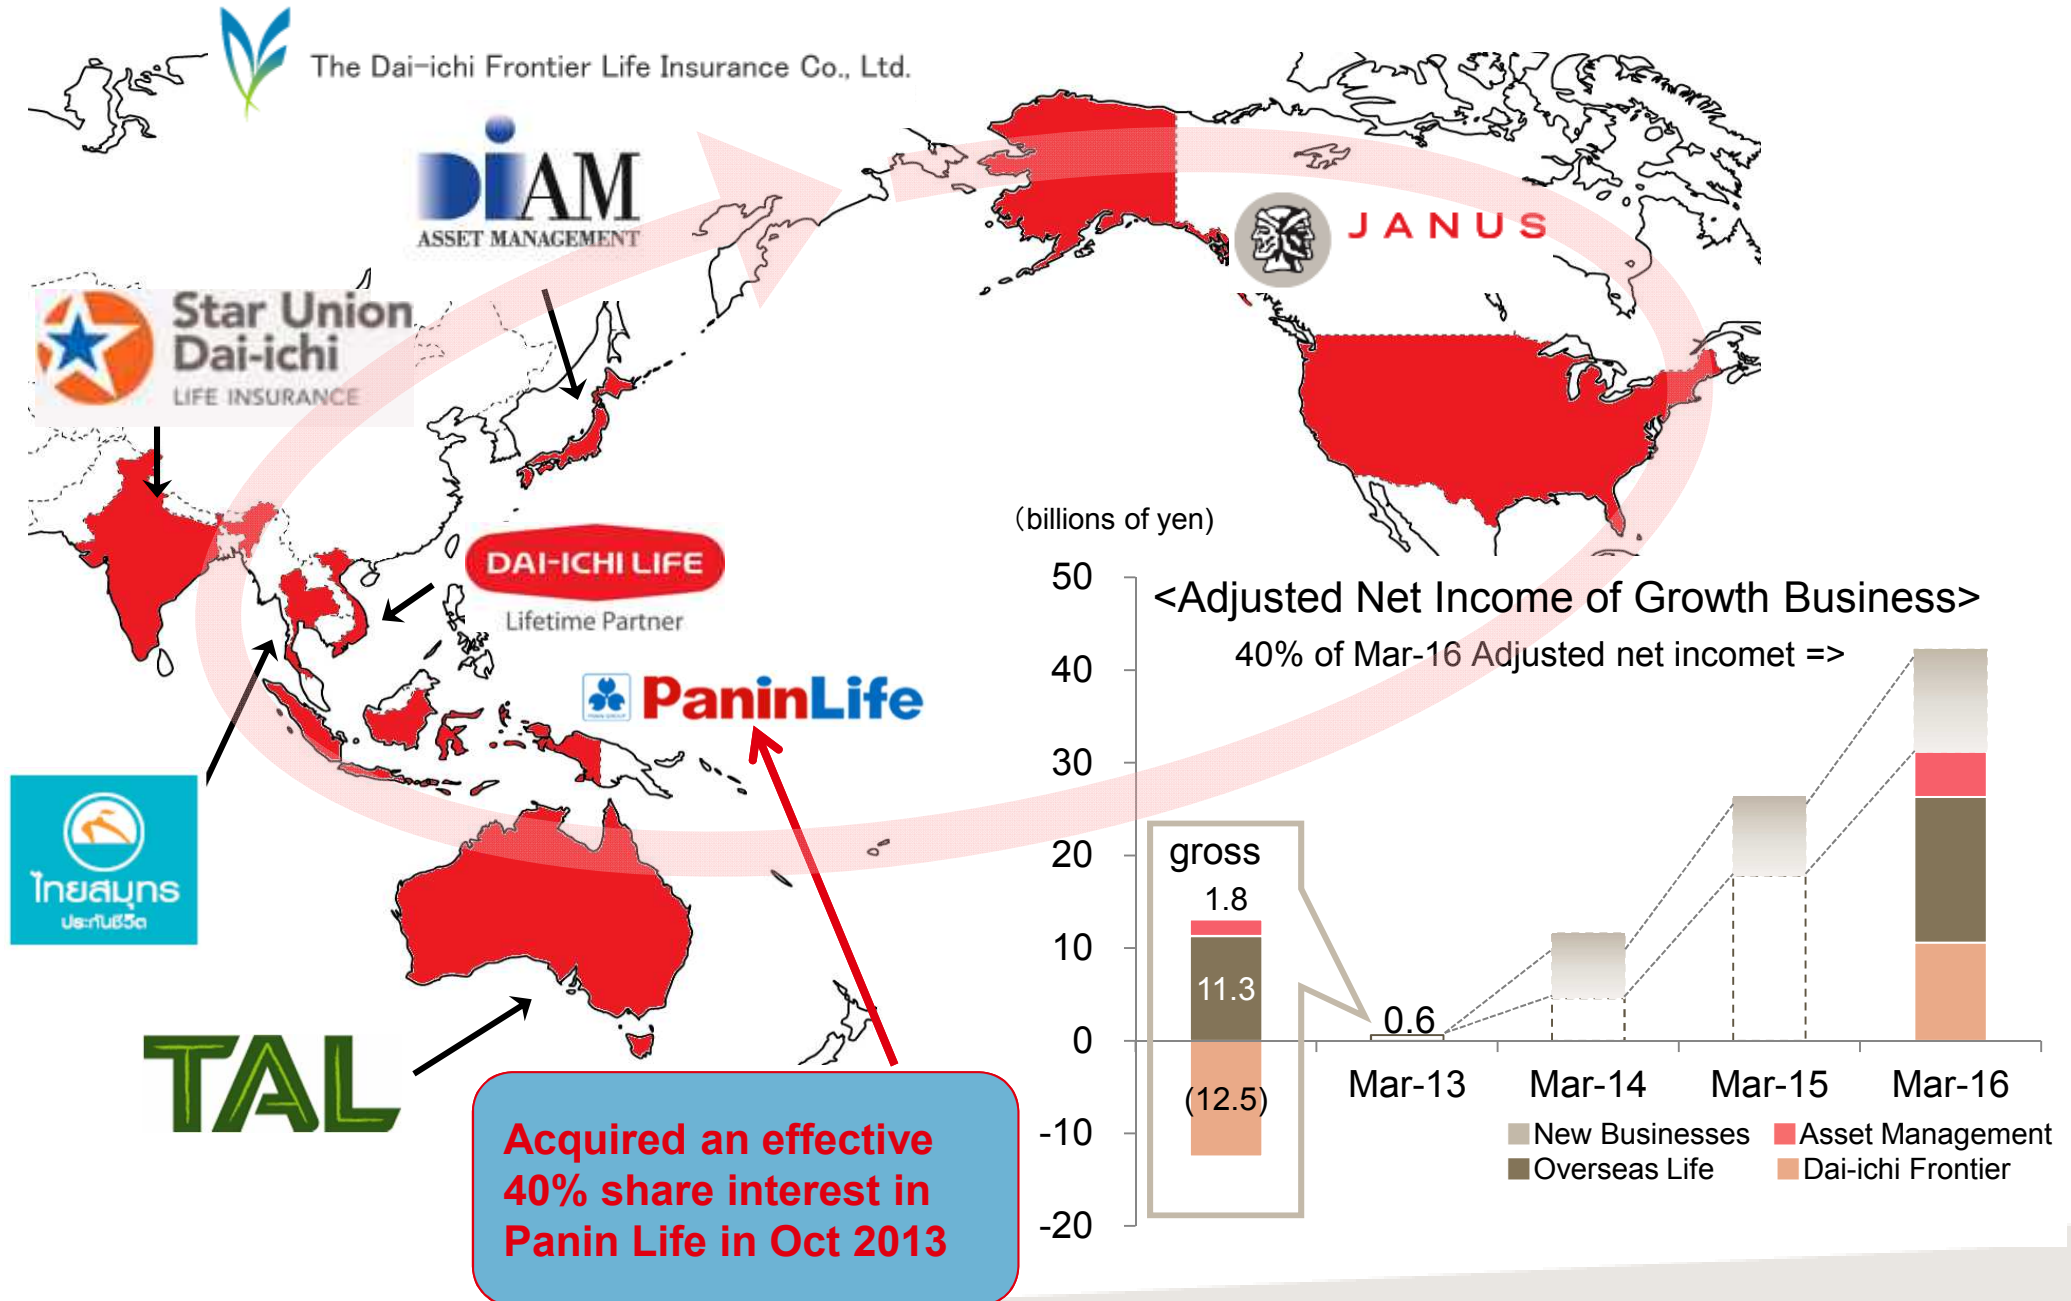 The Dai-ichi Frontier Life Insurance Co., Ltd.
DIAM
ASSET MANAGEMENT
JANUS
Star Union
Dai-ichi
LIFE INSURANCE
DAI-ICHI LIFE
Lifetime Partner
PaninLife
ไทยสมุทร
ประกันชีวิต
TAL
Acquired an effective
40% share interest in
Panin Life in Oct 2013
(billions of yen)
<Adjusted Net Income of Growth Business>
40% of Mar-16 Adjusted net incomet =>
50
40
30
20
10
0
-10
-20
gross
1.8
11.3
(12.5)
0.6
Mar-13 Mar-14 Mar-15 Mar-16
New Businesses Asset Management
Overseas Life Dai-ichi Frontier